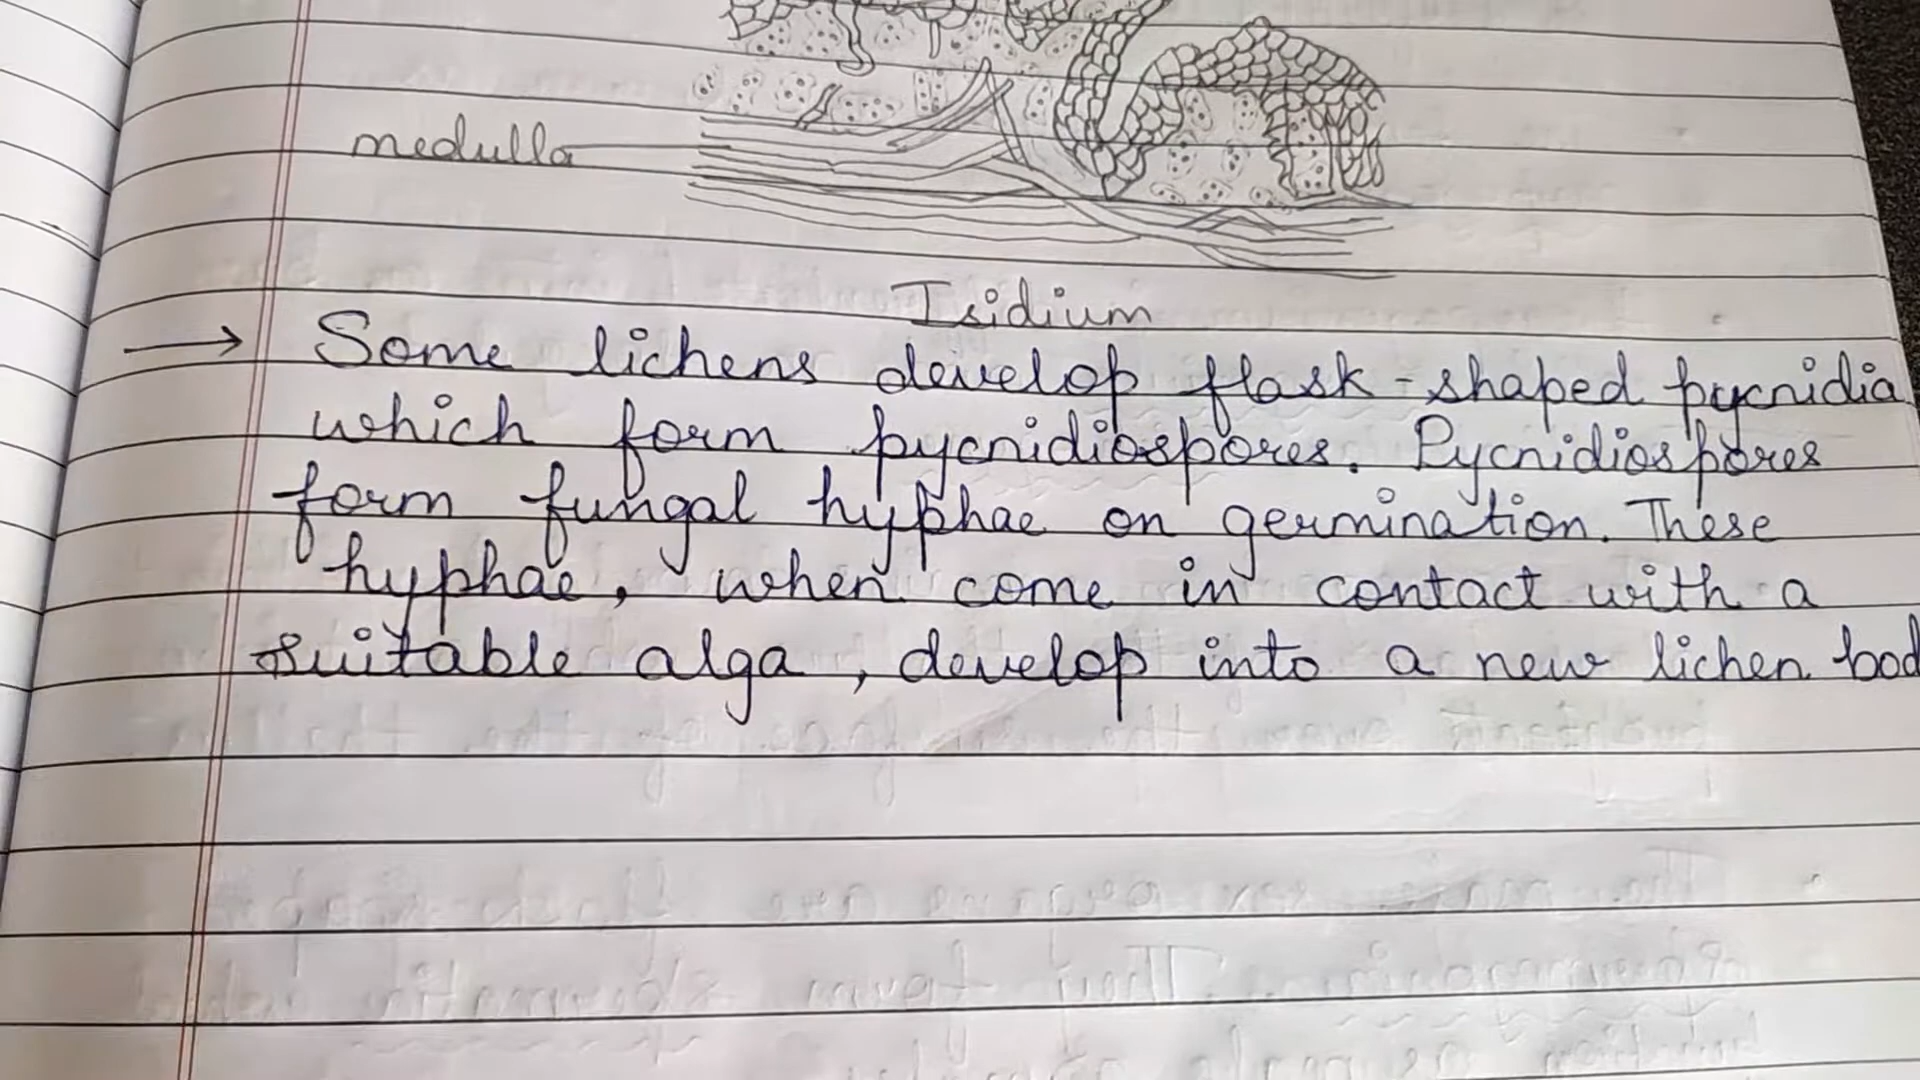 medulla
Isidium
→ Some lichens develop flask-shaped pycnidia
which form pycnidiospores. Pycnidiospores
form fungal hyphae on germination. These
hyphae, when come in contact with a
suitable alga, develop into a new lichen bod